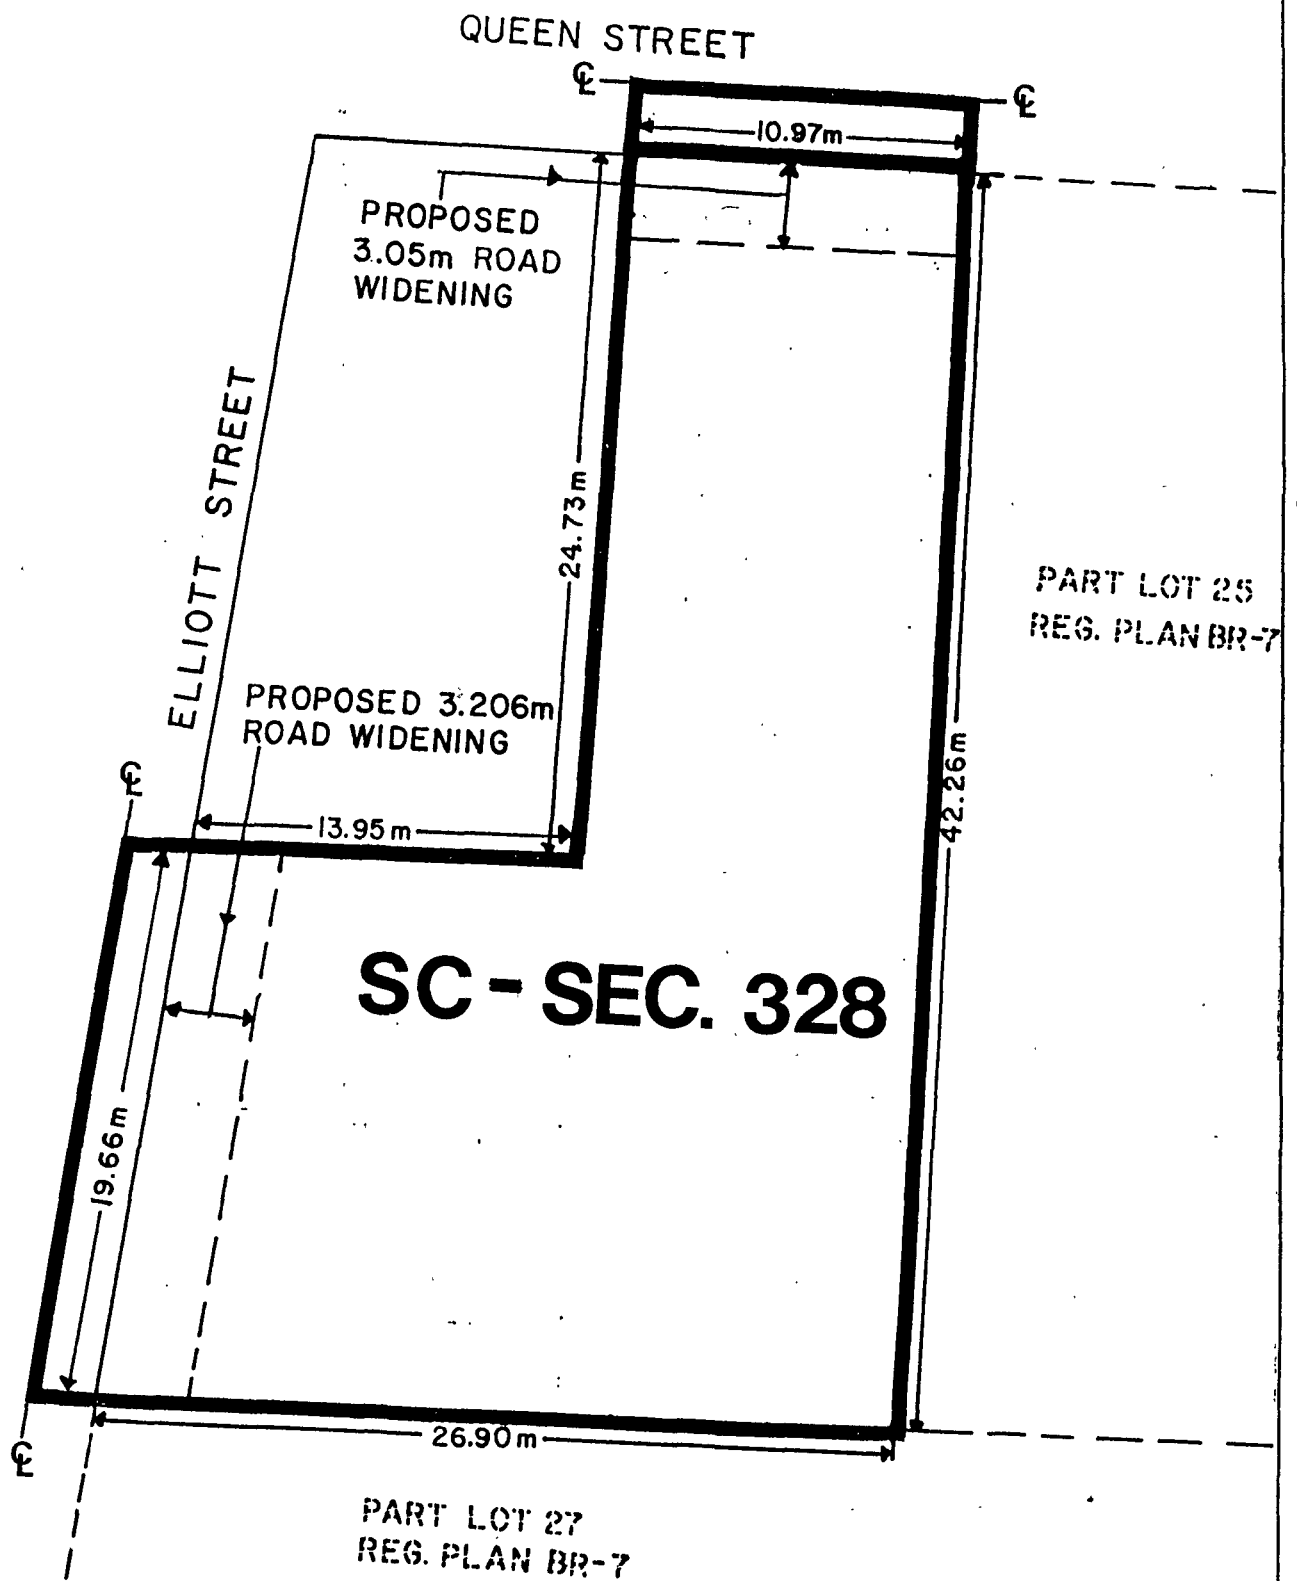 QUEEN STREET
℄
℄
10.97m
PROPOSED
3.05m ROAD
WIDENING
ELLIOTT STREET
24.73m
PART LOT 25
REG. PLAN BR-7
PROPOSED 3.206m
ROAD WIDENING
42.26m
℄
13.95m
SC - SEC. 328
19.66m
26.90m
℄
PART LOT 27
REG. PLAN BR-7